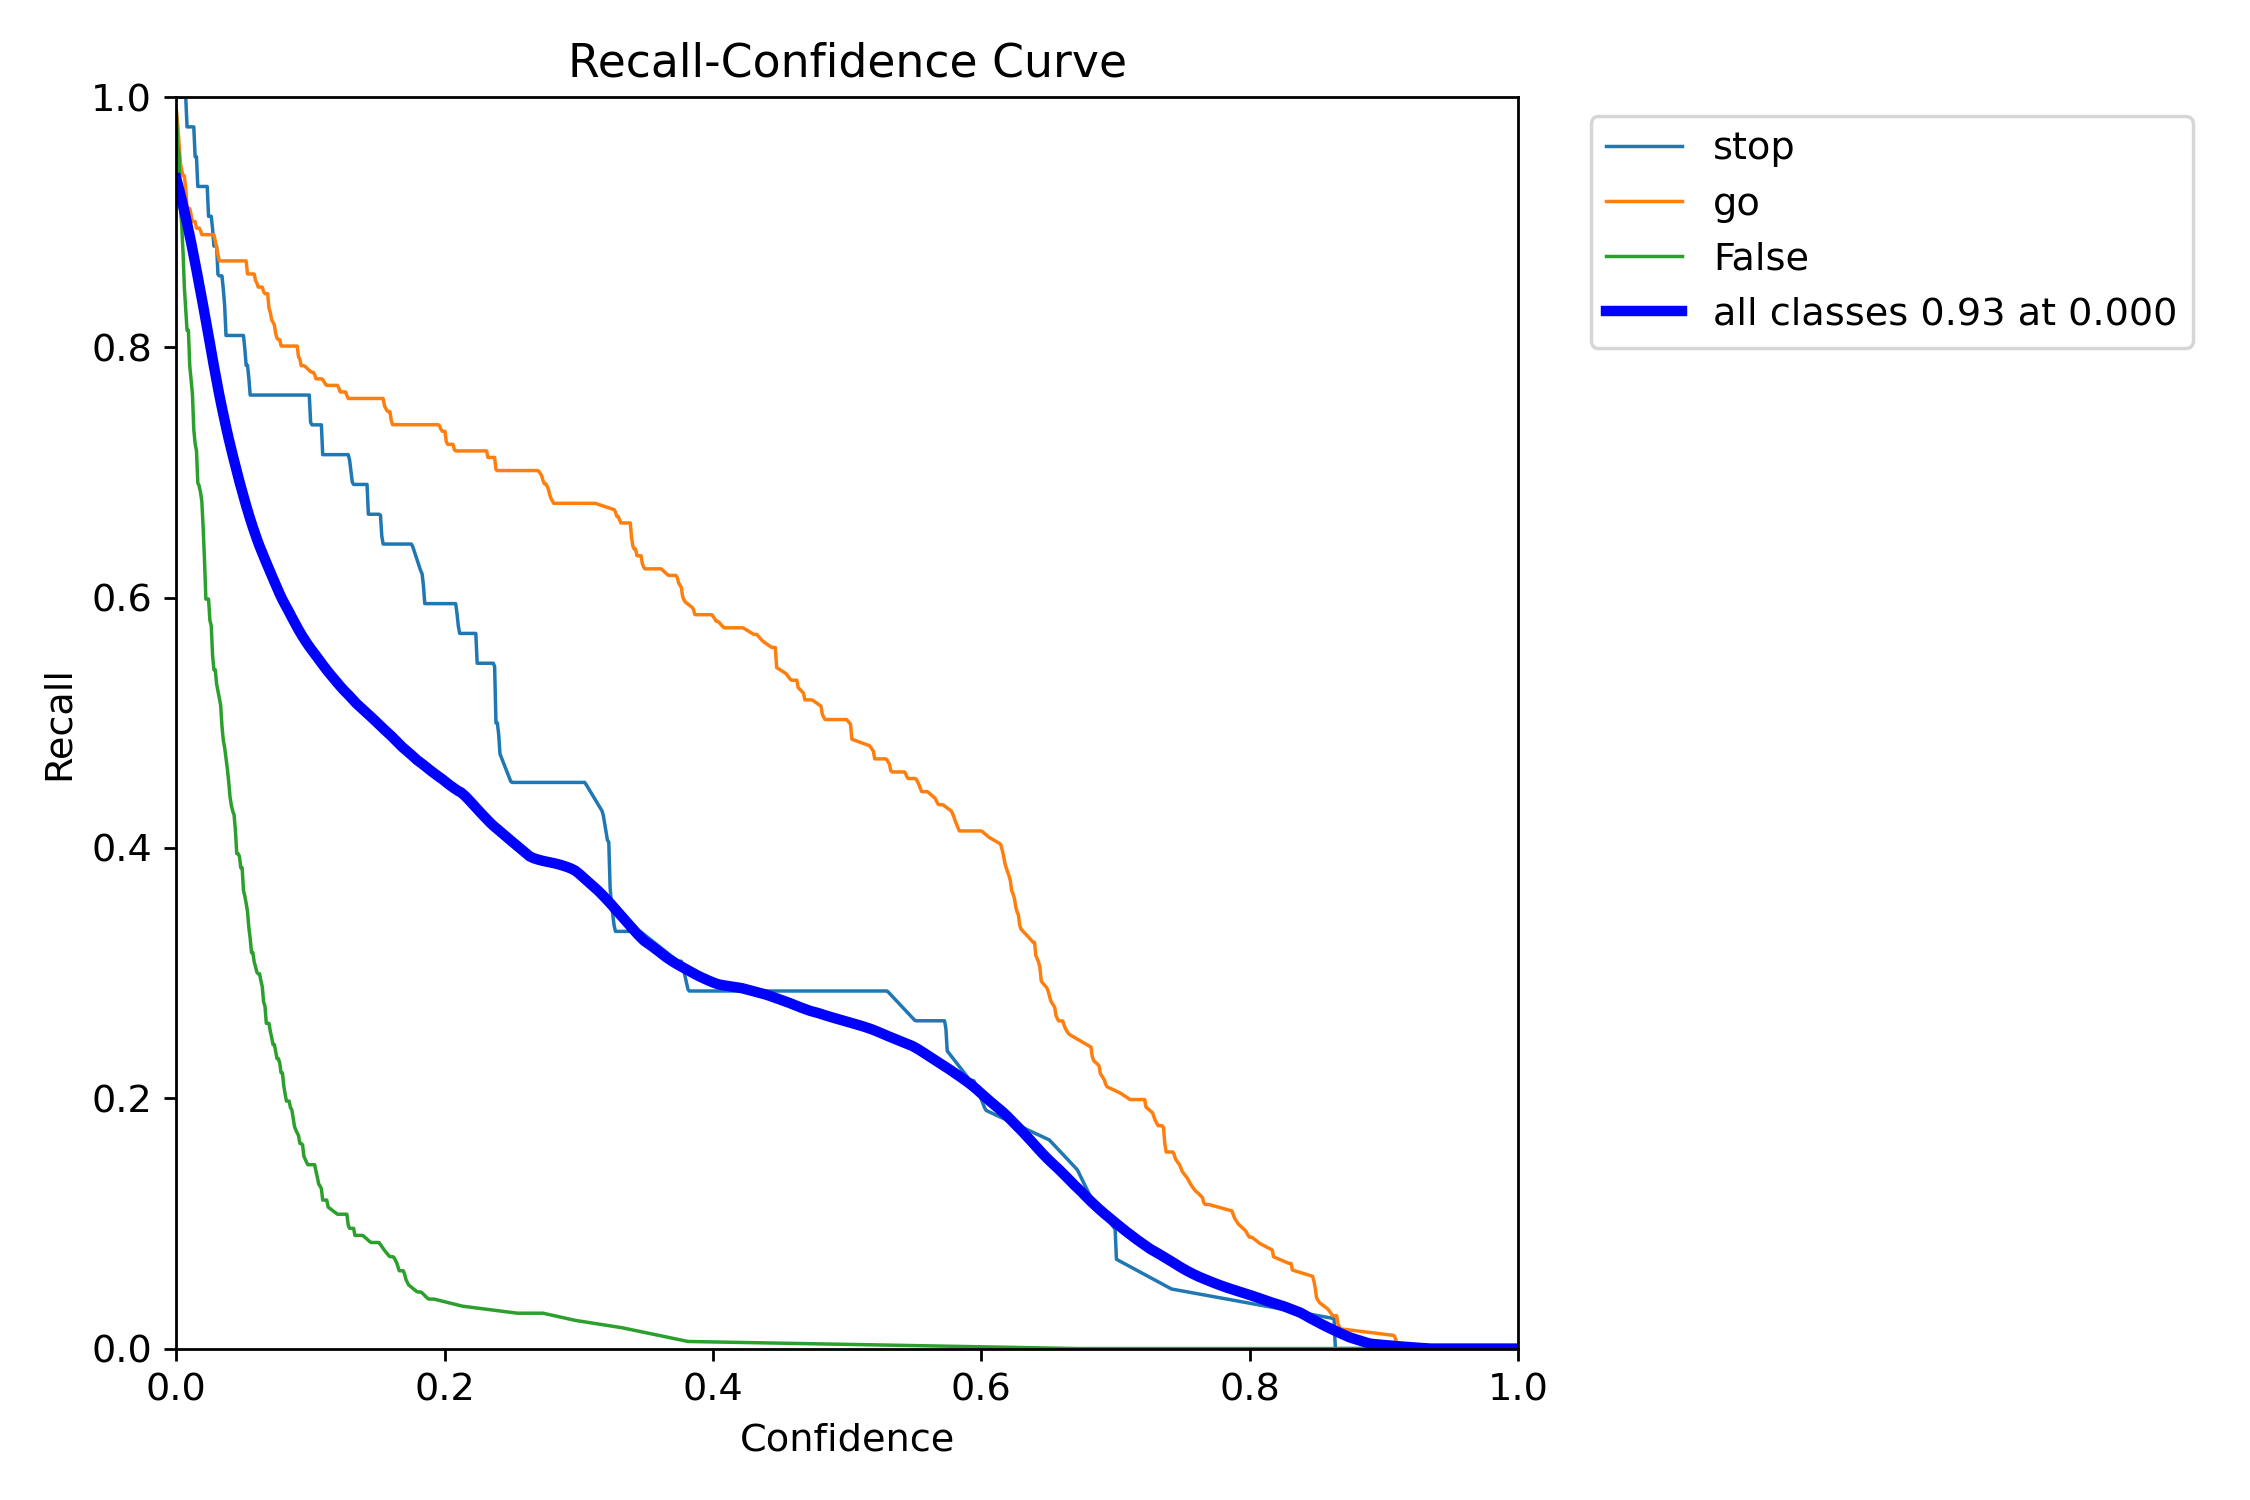 Recall-Confidence Curve
1.0
0.8
0.6
0.4
0.2
0.0
Recall
0.0 0.2 0.4 0.6 0.8 1.0
Confidence
stop
go
False
all classes 0.93 at 0.000